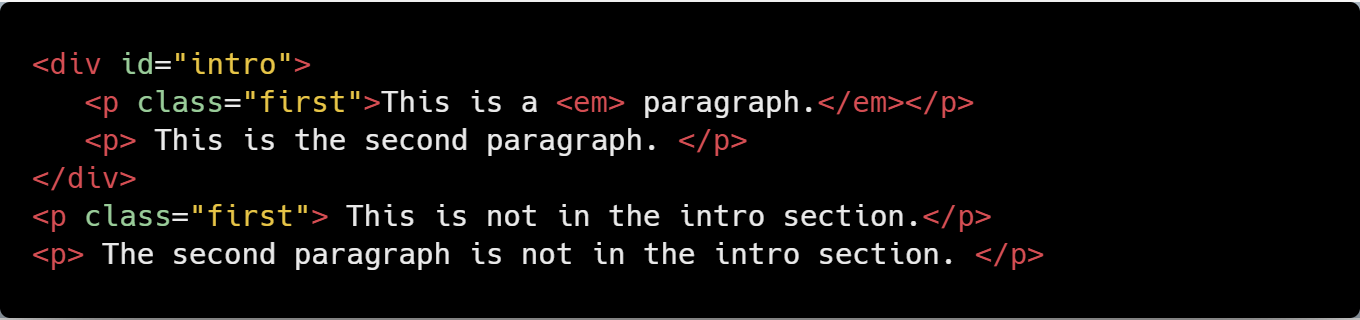 <div id="intro">
   <p class="first">This is a <em> paragraph.</em></p>
   <p> This is the second paragraph. </p>
</div>
<p class="first"> This is not in the intro section.</p>
<p> The second paragraph is not in the intro section. </p>